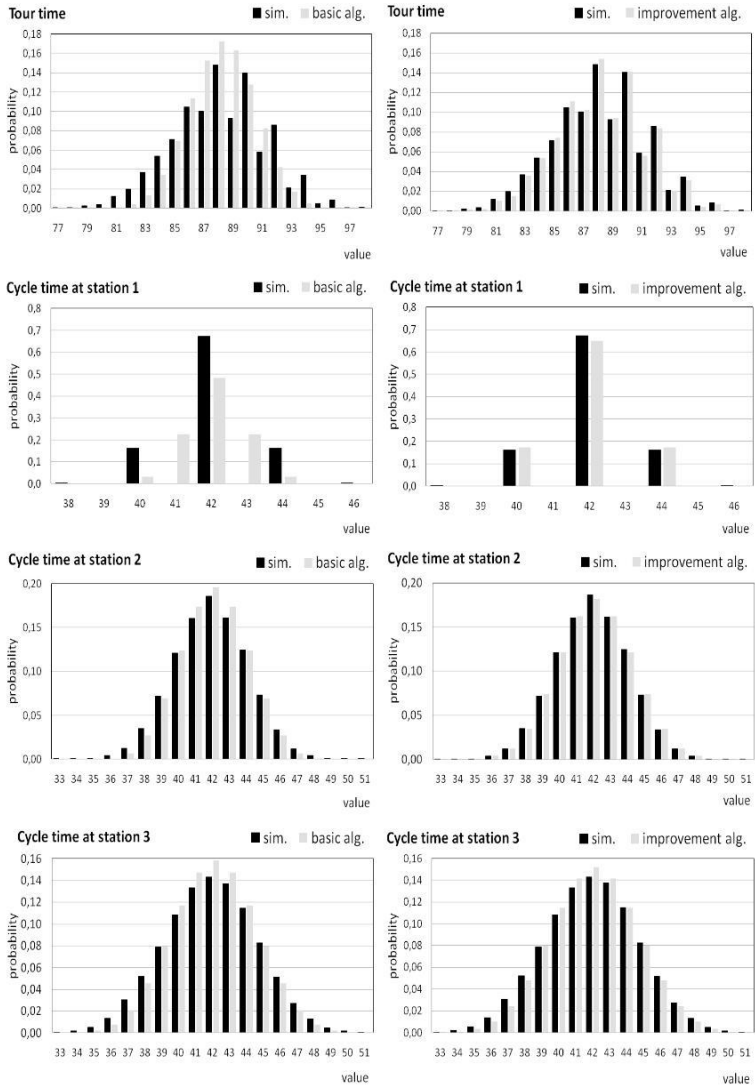 Tour time ■ sim. ■ basic alg.
0,18
0,16
0,14
0,12
0,10
0,08
0,06
0,04
0,02
0,00
probability
77 79 81 83 85 87 89 91 93 95 97
value
Tour time ■ sim. ■ improvement alg.
0,18
0,16
0,14
0,12
0,10
0,08
0,06
0,04
0,02
0,00
probability
77 79 81 83 85 87 89 91 93 95 97
value
Cycle time at station 1 ■ sim. ■ basic alg.
0,8
0,7
0,6
0,5
0,4
0,3
0,2
0,1
0,0
probability
38 39 40 41 42 43 44 45 46
value
Cycle time at station 1 ■ sim. ■ improvement alg.
0,8
0,7
0,6
0,5
0,4
0,3
0,2
0,1
0,0
probability
38 39 40 41 42 43 44 45 46
value
Cycle time at station 2 ■ sim. ■ basic alg.
0,20
0,15
0,10
0,05
0,00
probability
33 34 35 36 37 38 39 40 41 42 43 44 45 46 47 48 49 50 51
value
Cycle time at station 2 ■ sim. ■ improvement alg.
0,20
0,15
0,10
0,05
0,00
probability
33 34 35 36 37 38 39 40 41 42 43 44 45 46 47 48 49 50 51
value
Cycle time at station 3 ■ sim. ■ basic alg.
0,16
0,14
0,12
0,10
0,08
0,06
0,04
0,02
0,00
probability
33 34 35 36 37 38 39 40 41 42 43 44 45 46 47 48 49 50 51
value
Cycle time at station 3 ■ sim. ■ improvement alg.
0,16
0,14
0,12
0,10
0,08
0,06
0,04
0,02
0,00
probability
33 34 35 36 37 38 39 40 41 42 43 44 45 46 47 48 49 50 51
value